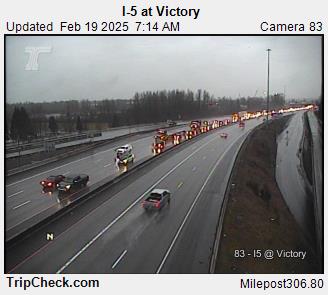 I-5 at Victory
Updated Feb 19 2025 7:14 AM Camera 83
N
83 - I5 @ Victory
TripCheck.com Milepost306.80